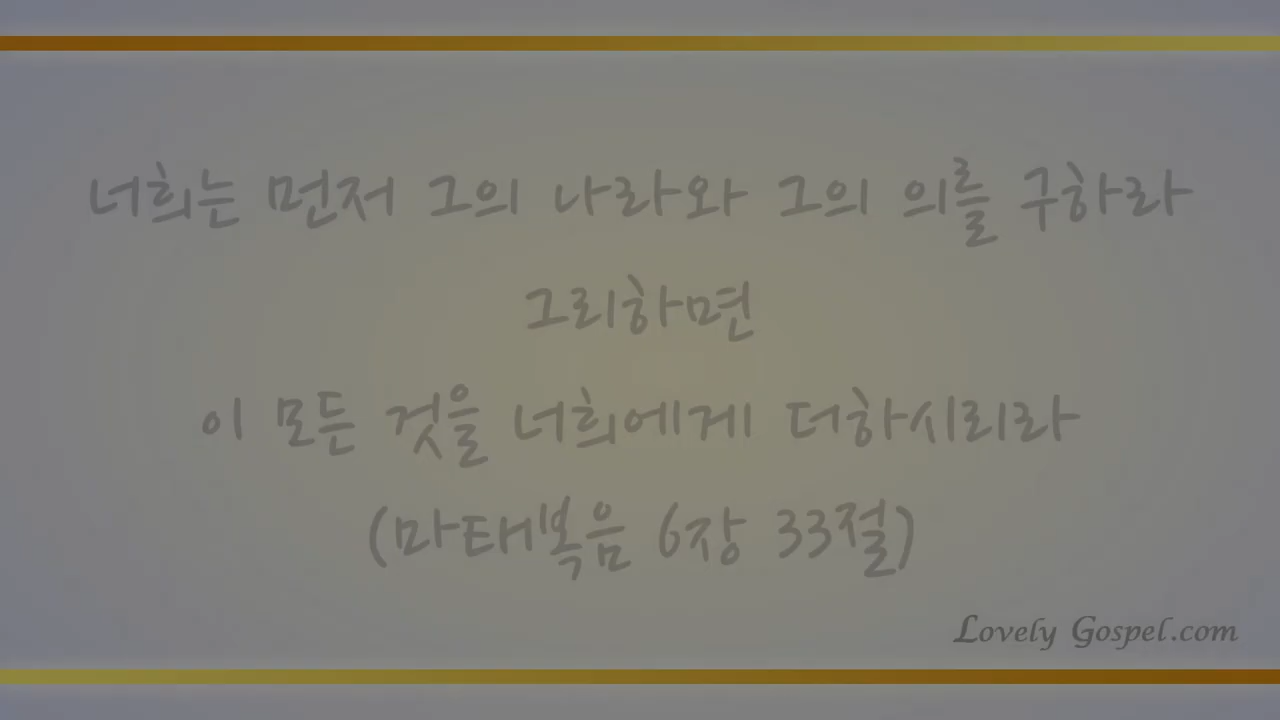 너희는 먼저 그의 나라와 그의 의를 구하라
그리하면
이 모든 것을 너희에게 더하시리라
(마태복음 6장 33절)
Lovely Gospel.com